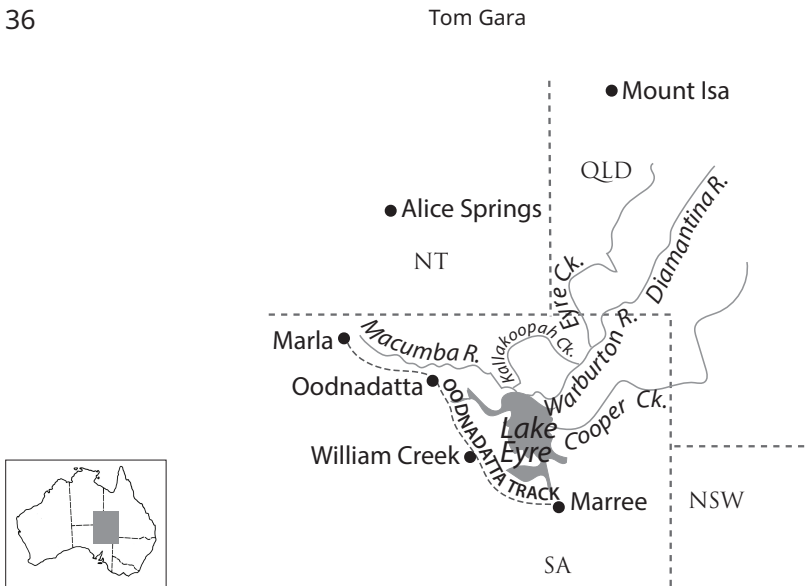 36
Tom Gara
Mount Isa
QLD
Alice Springs
NT
Diamantina R.
Eyre Ck.
Kallakoopah Ck.
Warburton R.
Marla
Macumba R.
Oodnadatta
OODNADATTA TRACK
Lake
Eyre
Cooper Ck.
William Creek
Marree
NSW
SA